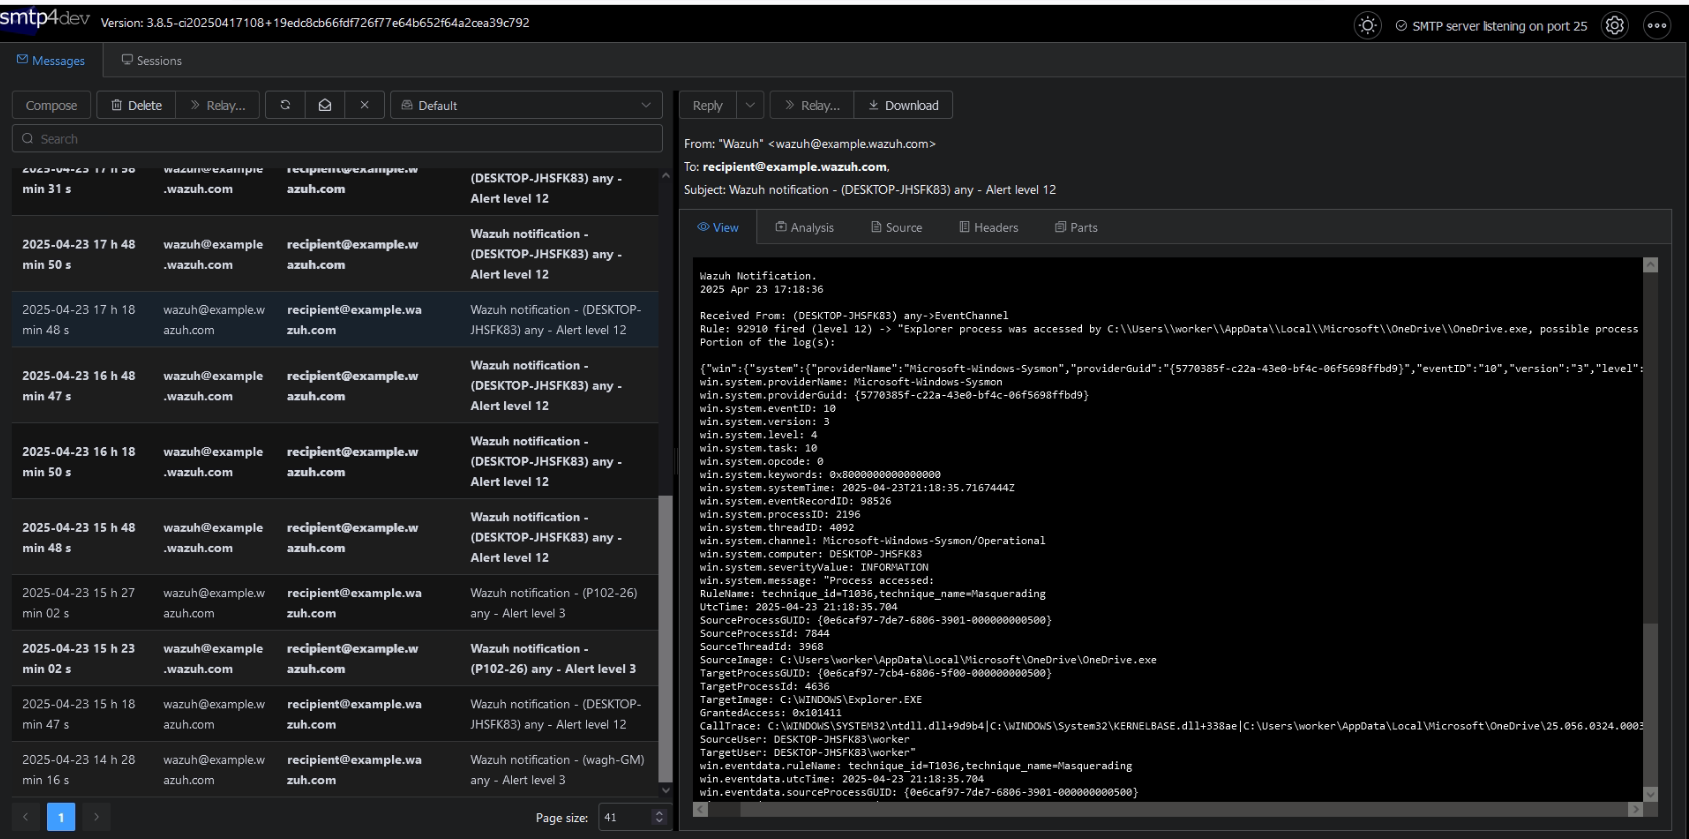 smtp4dev Version: 3.8.5-ci20250417108+19edc8cb66fdf726f77e64b652f64a2cea39c792
SMTP server listening on port 25
Messages
Sessions
Compose
Delete
Relay...
Default
Search
2025-04-23 17 h 58
min 31 s
wazuh@example
.wazuh.com
recipient@example.w
azuh.com
(DESKTOP-JHSFK83) any -
Alert level 12
2025-04-23 17 h 48
min 50 s
wazuh@example
.wazuh.com
recipient@example.w
azuh.com
Wazuh notification -
(DESKTOP-JHSFK83) any -
Alert level 12
2025-04-23 17 h 18
min 48 s
wazuh@example.w
azuh.com
recipient@example.wa
zuh.com
Wazuh notification - (DESKTOP-
JHSFK83) any - Alert level 12
2025-04-23 16 h 48
min 47 s
wazuh@example
.wazuh.com
recipient@example.w
azuh.com
Wazuh notification -
(DESKTOP-JHSFK83) any -
Alert level 12
2025-04-23 16 h 18
min 50 s
wazuh@example
.wazuh.com
recipient@example.w
azuh.com
Wazuh notification -
(DESKTOP-JHSFK83) any -
Alert level 12
2025-04-23 15 h 48
min 48 s
wazuh@example
.wazuh.com
recipient@example.w
azuh.com
Wazuh notification -
(DESKTOP-JHSFK83) any -
Alert level 12
2025-04-23 15 h 27
min 02 s
wazuh@example.w
azuh.com
recipient@example.wa
zuh.com
Wazuh notification - (P102-26)
any - Alert level 3
2025-04-23 15 h 23
min 02 s
wazuh@example
.wazuh.com
recipient@example.w
azuh.com
Wazuh notification -
(P102-26) any - Alert level 3
2025-04-23 15 h 18
min 47 s
wazuh@example.w
azuh.com
recipient@example.wa
zuh.com
Wazuh notification - (DESKTOP-
JHSFK83) any - Alert level 12
2025-04-23 14 h 28
min 16 s
wazuh@example.w
azuh.com
recipient@example.wa
zuh.com
Wazuh notification - (wagh-GM)
any - Alert level 3
1
Page size: 41
Reply
Relay...
Download
From: "Wazuh" <wazuh@example.wazuh.com>
To: recipient@example.wazuh.com,
Subject: Wazuh notification - (DESKTOP-JHSFK83) any - Alert level 12
View
Analysis
Source
Headers
Parts
Wazuh Notification.
2025 Apr 23 17:18:36
Received From: (DESKTOP-JHSFK83) any->EventChannel
Rule: 92910 fired (level 12) -> "Explorer process was accessed by C:\\Users\\worker\\AppData\\Local\\Microsoft\\OneDrive\\OneDrive.exe, possible process
Portion of the log(s):
{"win":{"system":{"providerName":"Microsoft-Windows-Sysmon","providerGuid":"{5770385f-c22a-43e0-bf4c-06f5698ffbd9}","eventID":"10","version":"3","level":
win.system.providerName: Microsoft-Windows-Sysmon
win.system.providerGuid: {5770385f-c22a-43e0-bf4c-06f5698ffbd9}
win.system.eventID: 10
win.system.version: 3
win.system.level: 4
win.system.task: 10
win.system.opcode: 0
win.system.keywords: 0x8000000000000000
win.system.systemTime: 2025-04-23T21:18:35.7167444Z
win.system.eventRecordID: 98526
win.system.processID: 2196
win.system.threadID: 4092
win.system.channel: Microsoft-Windows-Sysmon/Operational
win.system.computer: DESKTOP-JHSFK83
win.system.severityValue: INFORMATION
win.system.message: "Process accessed:
RuleName: technique_id=T1036,technique_name=Masquerading
UtcTime: 2025-04-23 21:18:35.704
SourceProcessGUID: {0e6caf97-7de7-6806-3901-000000000500}
SourceProcessId: 7844
SourceThreadId: 3968
SourceImage: C:\Users\worker\AppData\Local\Microsoft\OneDrive\OneDrive.exe
TargetProcessGUID: {0e6caf97-7cb4-6806-5f00-000000000500}
TargetProcessId: 4636
TargetImage: C:\WINDOWS\Explorer.EXE
GrantedAccess: 0x101411
CallTrace: C:\WINDOWS\SYSTEM32\ntdll.dll+9d9b4|C:\WINDOWS\System32\KERNELBASE.dll+338ae|C:\Users\worker\AppData\Local\Microsoft\OneDrive\25.056.0324.0003
SourceUser: DESKTOP-JHSFK83\worker
TargetUser: DESKTOP-JHSFK83\worker"
win.eventdata.ruleName: technique_id=T1036,technique_name=Masquerading
win.eventdata.utcTime: 2025-04-23 21:18:35.704
win.eventdata.sourceProcessGUID: {0e6caf97-7de7-6806-3901-000000000500}